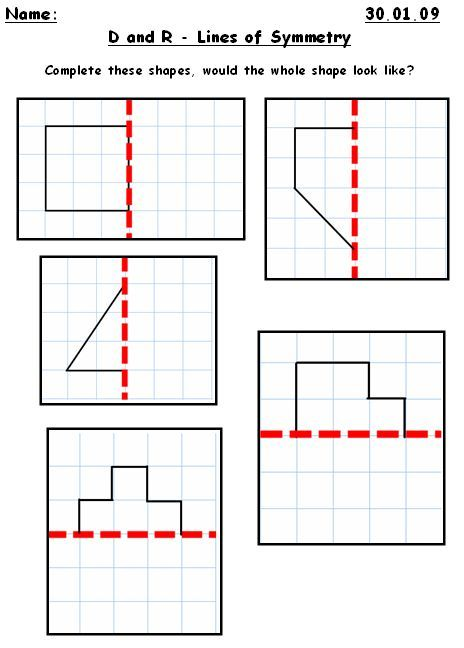 Name: 30.01.09
D and R - Lines of Symmetry
Complete these shapes, would the whole shape look like?